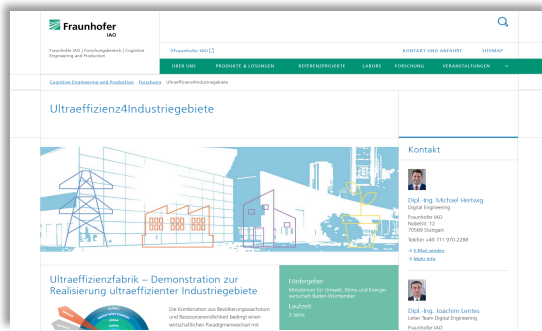 Fraunhofer
IAO
Fraunhofer IAO | Forschungsbereich | Cognitive
Engineering and Production
Fraunhofer IAO
KONTAKT UND ANFAHRT SITEMAP
ÜBER UNS PRODUKTE & LÖSUNGEN REFERENZPROJEKTE LABORS FORSCHUNG VERANSTALTUNGEN
Cognitive Engineering and Production Forschung Ultraeffizienz4Industriegebiete
Ultraeffizienz4Industriegebiete
Kontakt
Dipl.-Ing. Michael Hertwig
Digital Engineering
Fraunhofer IAO
Nobelstr. 12
70569 Stuttgart
Telefon +49 711 970-2288
→ E-Mail senden
→ Mehr Info
Ultraeffizienzfabrik – Demonstration zur
Realisierung ultraeffizienter Industriegebiete
Die Kombination aus Bevölkerungswachstum
und Ressourcenendlichkeit bedingt einen
wirtschaftlichen Paradigmenwechsel mit
Fördergeber
Ministerium für Umwelt, Klima und Energie-
wirtschaft Baden-Württemberg
Laufzeit
3 Jahre
Dipl.-Ing. Joachim Lentes
Leiter Team Digital Engineering
Fraunhofer IAO